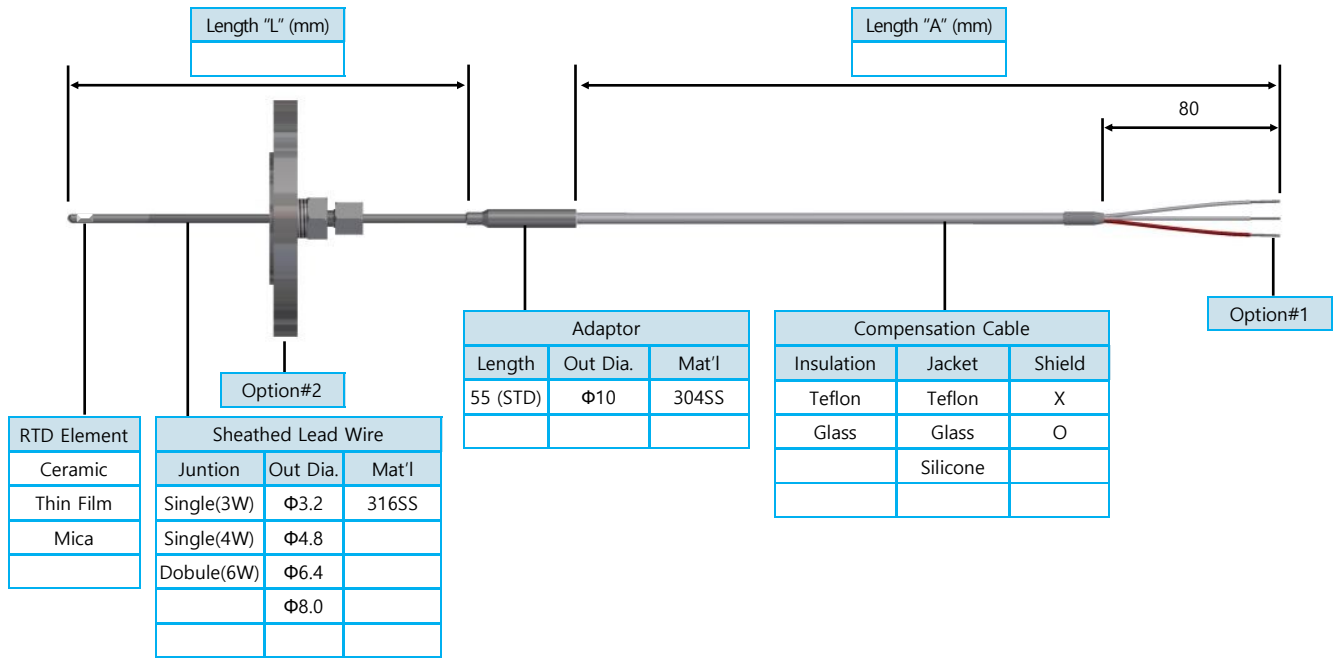 Length "L" (mm)
Length "A" (mm)
80
Option#1
Option#2
Adaptor
Length Out Dia. Mat'l
55 (STD) Φ10 304SS
Compensation Cable
Insulation Jacket Shield
Teflon Teflon X
Glass Glass O
Silicone
RTD Element
Ceramic
Thin Film
Mica
Sheathed Lead Wire
Juntion Out Dia. Mat'l
Single(3W) Φ3.2 316SS
Single(4W) Φ4.8
Dobule(6W) Φ6.4
Φ8.0